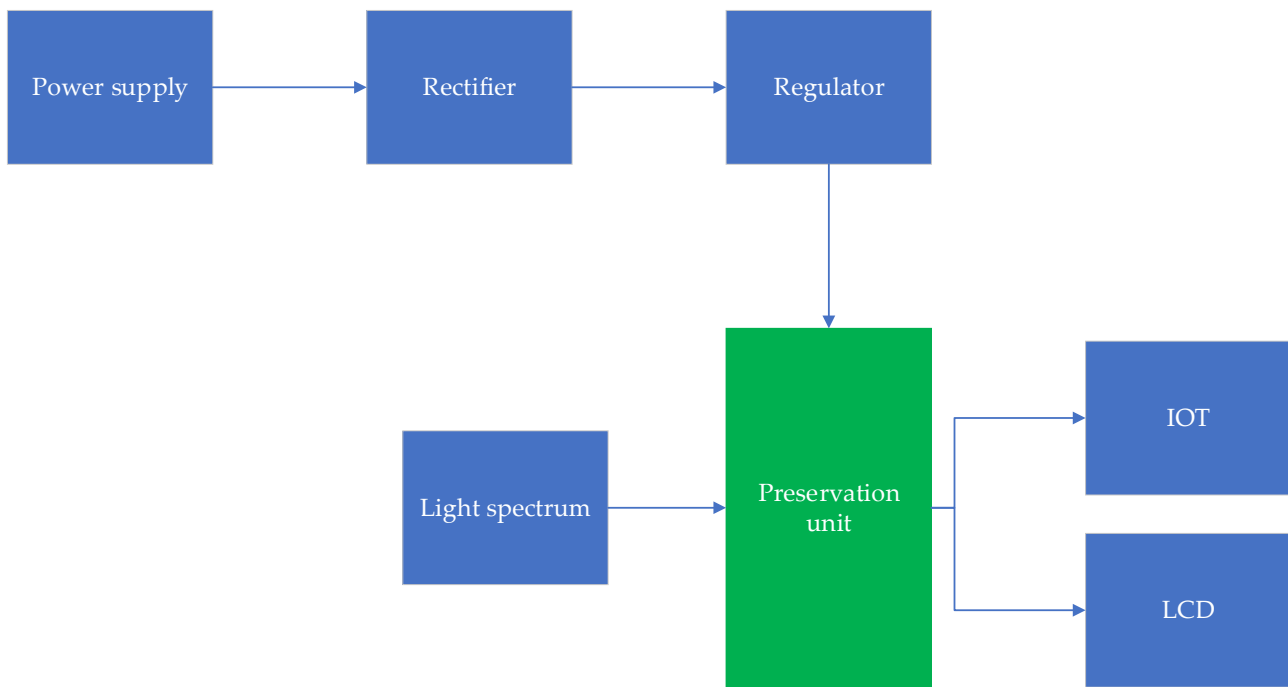 Power supply
Rectifier
Regulator
Light spectrum
Preservation
unit
IOT
LCD